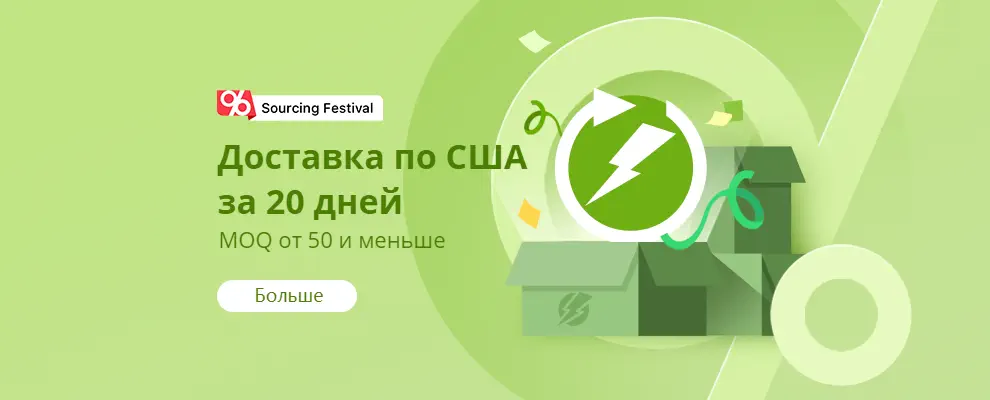 96 Sourcing Festival
Доставка по США
за 20 дней
MOQ от 50 и меньше
Больше